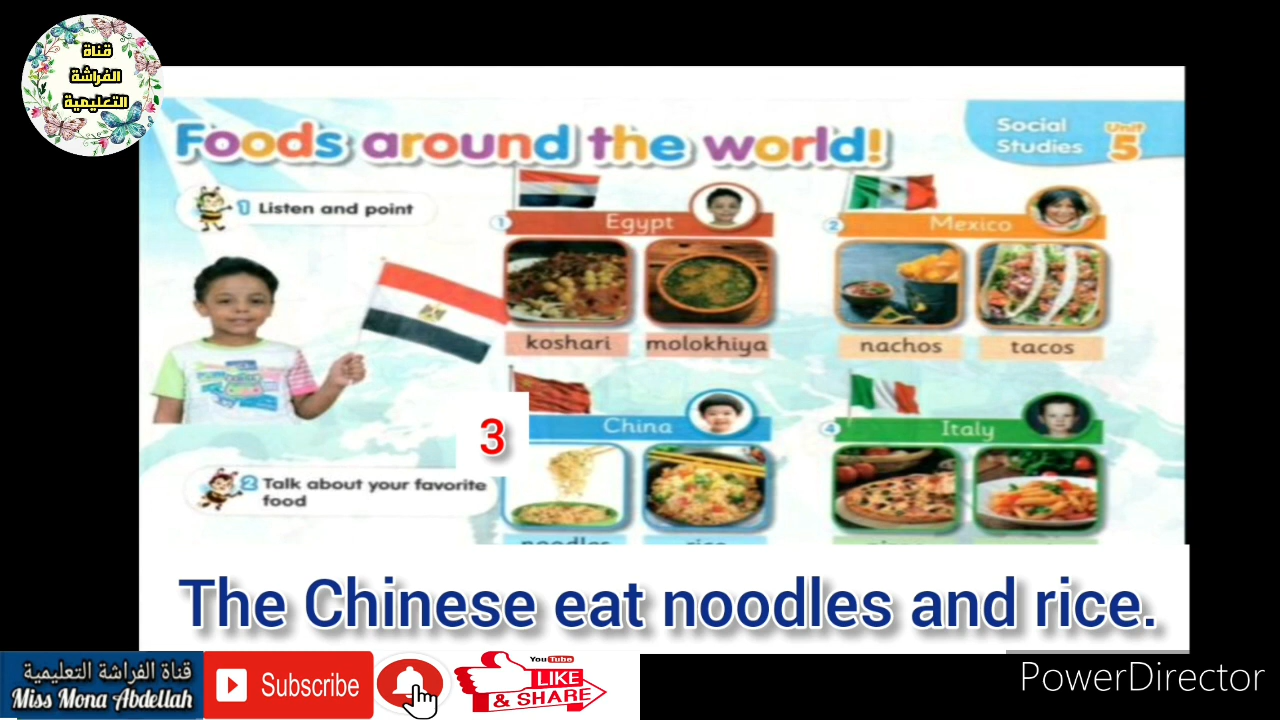 قناة
الفراشة
التعليمية
Foods around the world!
Social
Studies
Unit
5
1 Listen and point
1
Egypt
2
Mexico
koshari
molokhiya
nachos
tacos
3
China
4
Italy
2 Talk about your favorite
food
noodles
rice
The Chinese eat noodles and rice.
قناة الفراشة التعليمية
Miss Mona Abdellah
Subscribe
YouTube
LIKE
& SHARE
PowerDirector